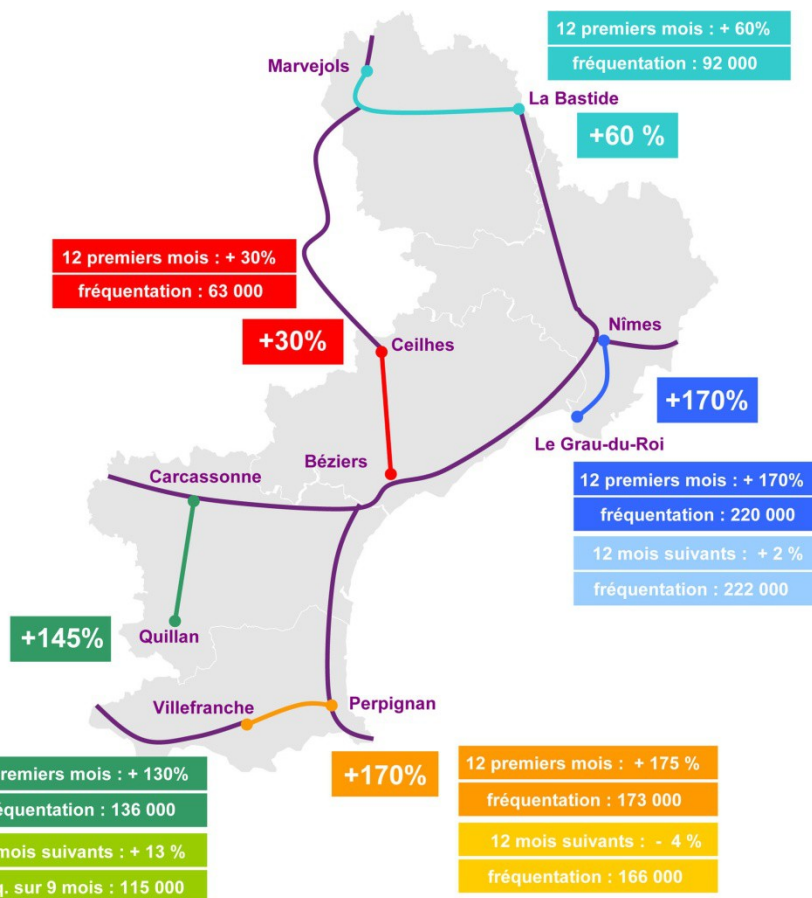 12 premiers mois : + 60%
fréquentation : 92 000
Marvejols
La Bastide
+60 %
12 premiers mois : + 30%
fréquentation : 63 000
+30%
Ceilhes
Nîmes
+170%
Le Grau-du-Roi
Béziers
Carcassonne
12 premiers mois : + 170%
fréquentation : 220 000
12 mois suivants : + 2 %
fréquentation : 222 000
+145%
Quillan
Villefranche
Perpignan
+170%
premiers mois : + 130%
équentation : 136 000
mois suivants : + 13 %
q. sur 9 mois : 115 000
12 premiers mois : + 175 %
fréquentation : 173 000
12 mois suivants : - 4 %
fréquentation : 166 000